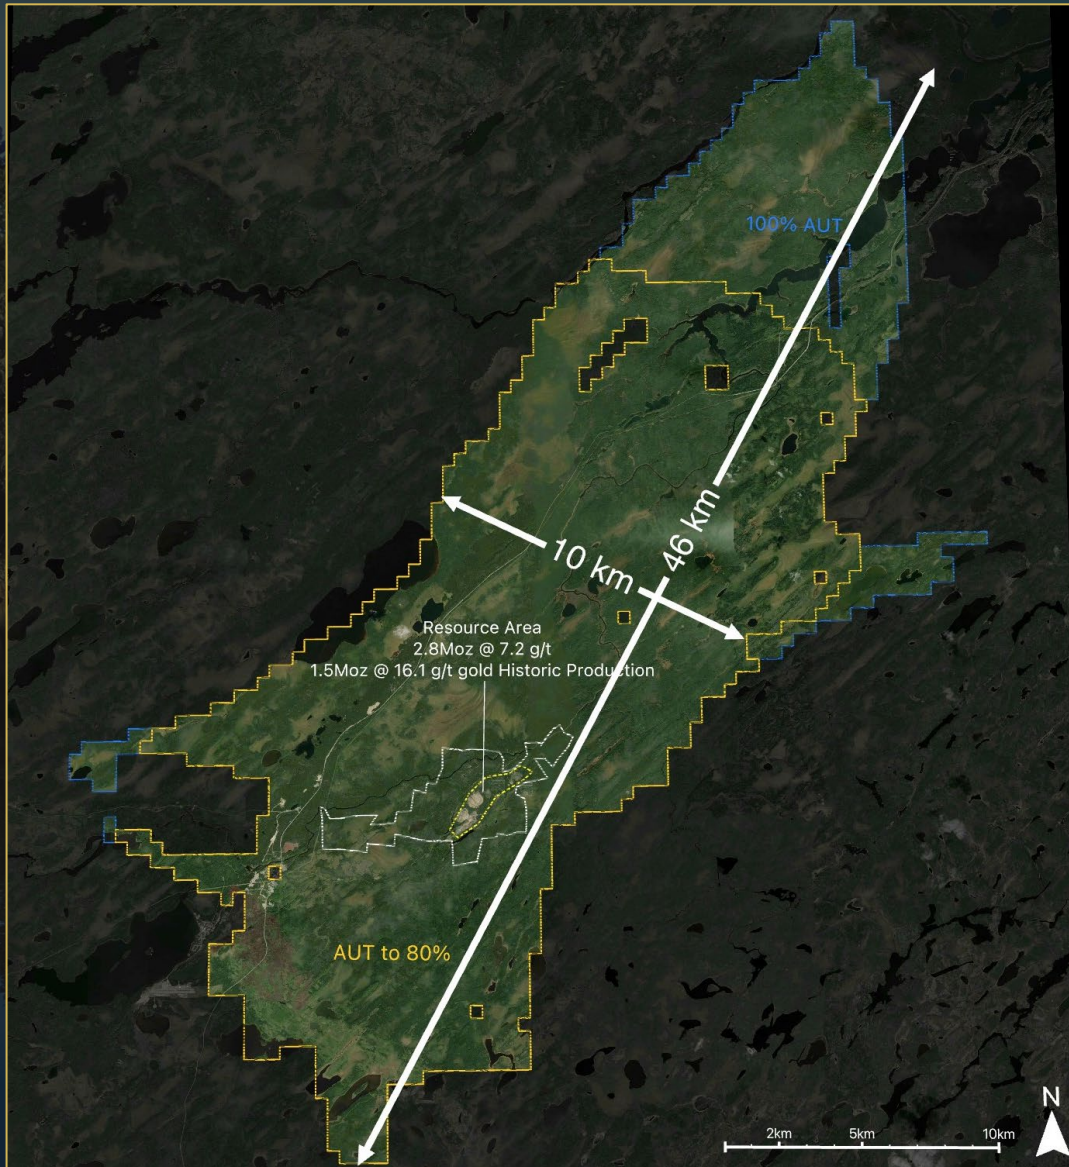 100% AUT
46 km
10 km
Resource Area
2.8Moz @ 7.2 g/t
1.5Moz @ 16.1 g/t gold Historic Production
AUT to 80%
N
2km 5km 10km